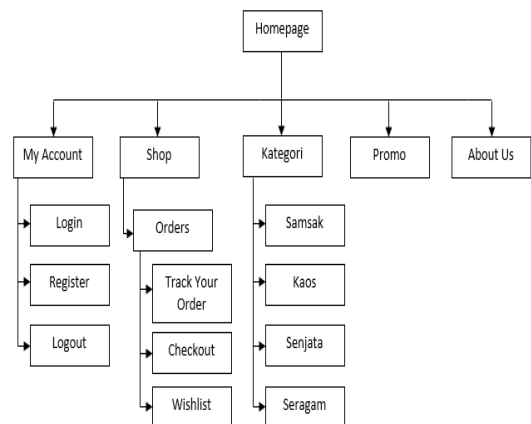 Homepage
My Account
Shop
Kategori
Promo
About Us
Login
Orders
Samsak
Register
Track Your
Order
Kaos
Logout
Checkout
Senjata
Wishlist
Seragam